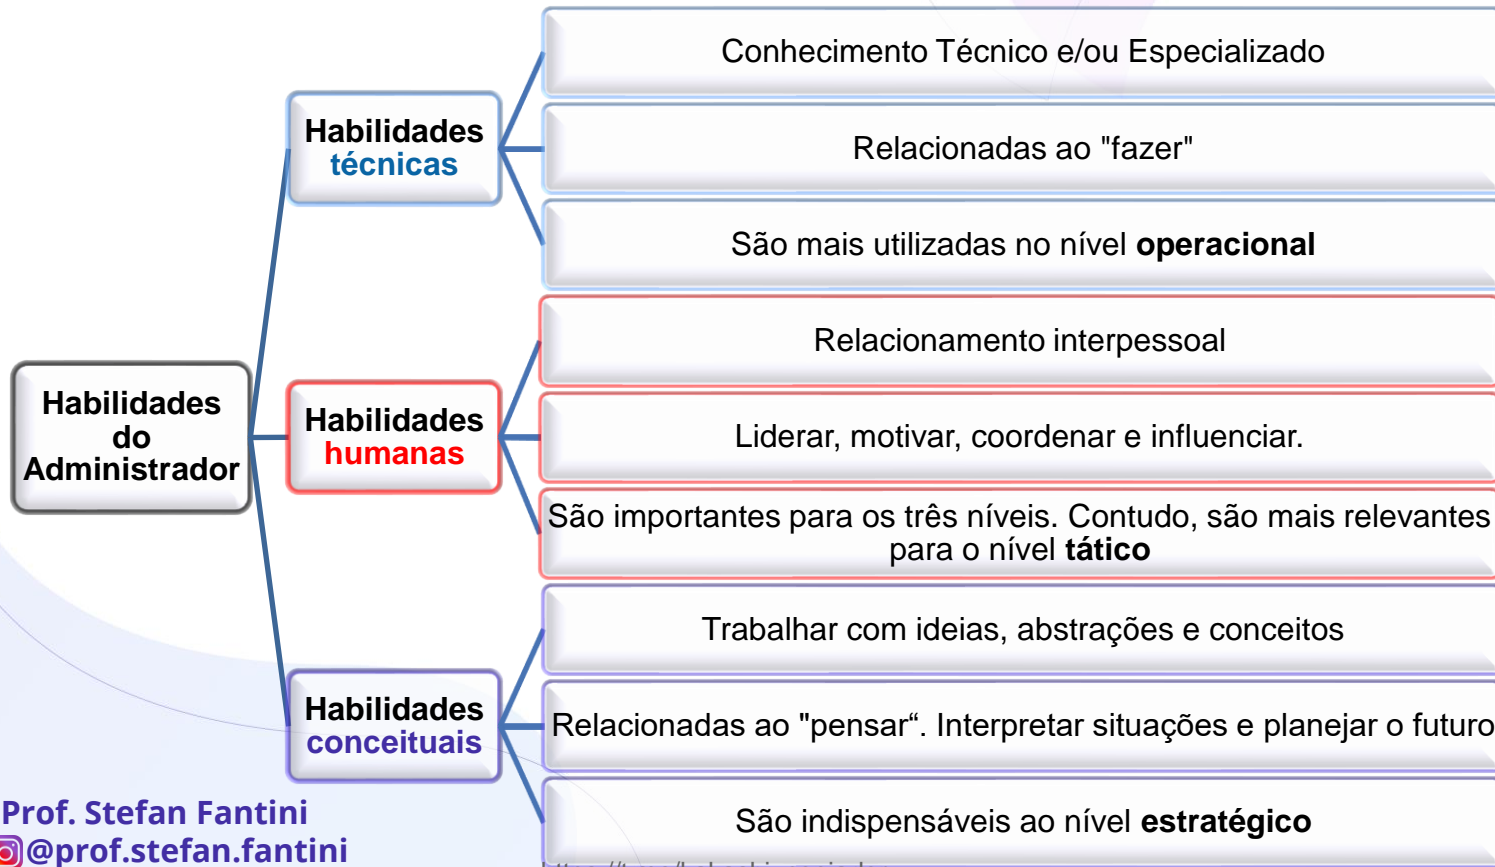 Conhecimento Técnico e/ou Especializado
Habilidades
técnicas
Relacionadas ao "fazer"
São mais utilizadas no nível operacional
Relacionamento interpessoal
Habilidades
do
Administrador
Habilidades
humanas
Liderar, motivar, coordenar e influenciar.
São importantes para os três níveis. Contudo, são mais relevantes
para o nível tático
Trabalhar com ideias, abstrações e conceitos
Habilidades
conceituais
Relacionadas ao "pensar“. Interpretar situações e planejar o futuro
São indispensáveis ao nível estratégico
Prof. Stefan Fantini
@prof.stefan.fantini